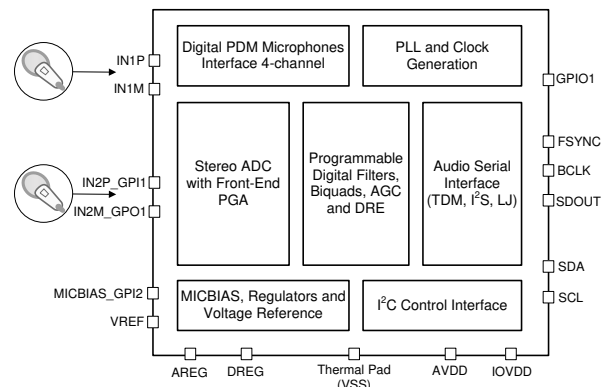 Digital PDM Microphones
Interface 4-channel
PLL and Clock
Generation
IN1P
IN1M
GPIO1
Stereo ADC
with Front-End
PGA
Programmable
Digital Filters,
Biquads, AGC
and DRE
Audio Serial
Interface
(TDM, I²S, LJ)
FSYNC
BCLK
SDOUT
IN2P_GPI1
IN2M_GPO1
SDA
SCL
MICBIAS_GPI2
VREF
MICBIAS, Regulators and
Voltage Reference
I²C Control Interface
AREG
DREG
Thermal Pad
(VSS)
AVDD
IOVDD